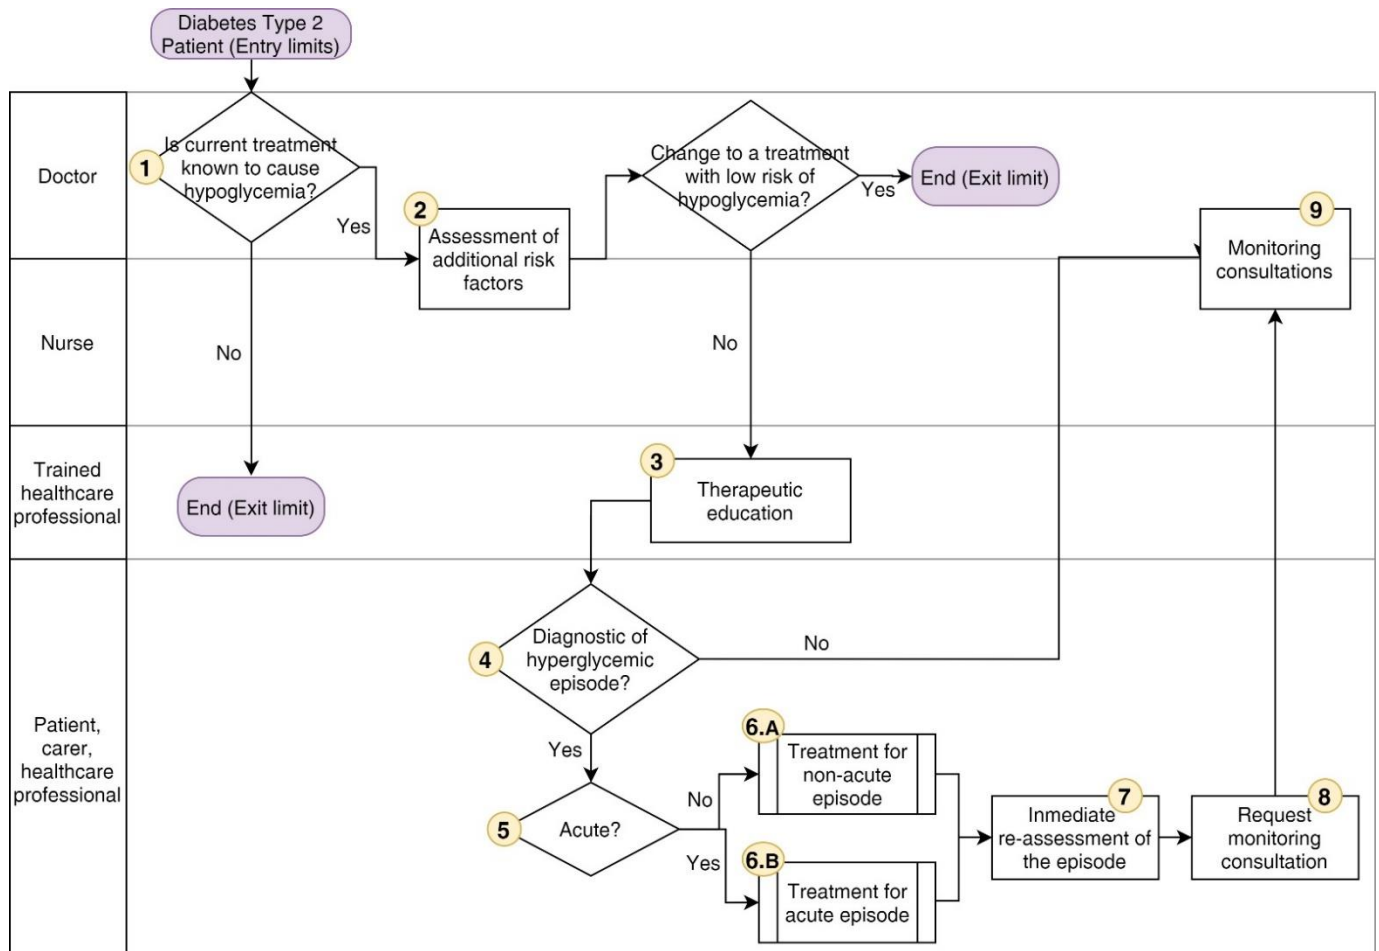 Diabetes Type 2
Patient (Entry limits)
Doctor
1
Is current treatment
known to cause
hypoglycemia?
Yes
No
2
Assessment of
additional risk
factors
Change to a treatment
with low risk of
hypoglycemia?
Yes
No
End (Exit limit)
9
Monitoring
consultations
Nurse
Trained
healthcare
professional
End (Exit limit)
3
Therapeutic
education
Patient,
carer,
healthcare
professional
4
Diagnostic of
hyperglycemic
episode?
No
Yes
5
Acute?
No
Yes
6.A
Treatment for
non-acute
episode
6.B
Treatment for
acute episode
7
Inmediate
re-assessment of
the episode
8
Request
monitoring
consultation